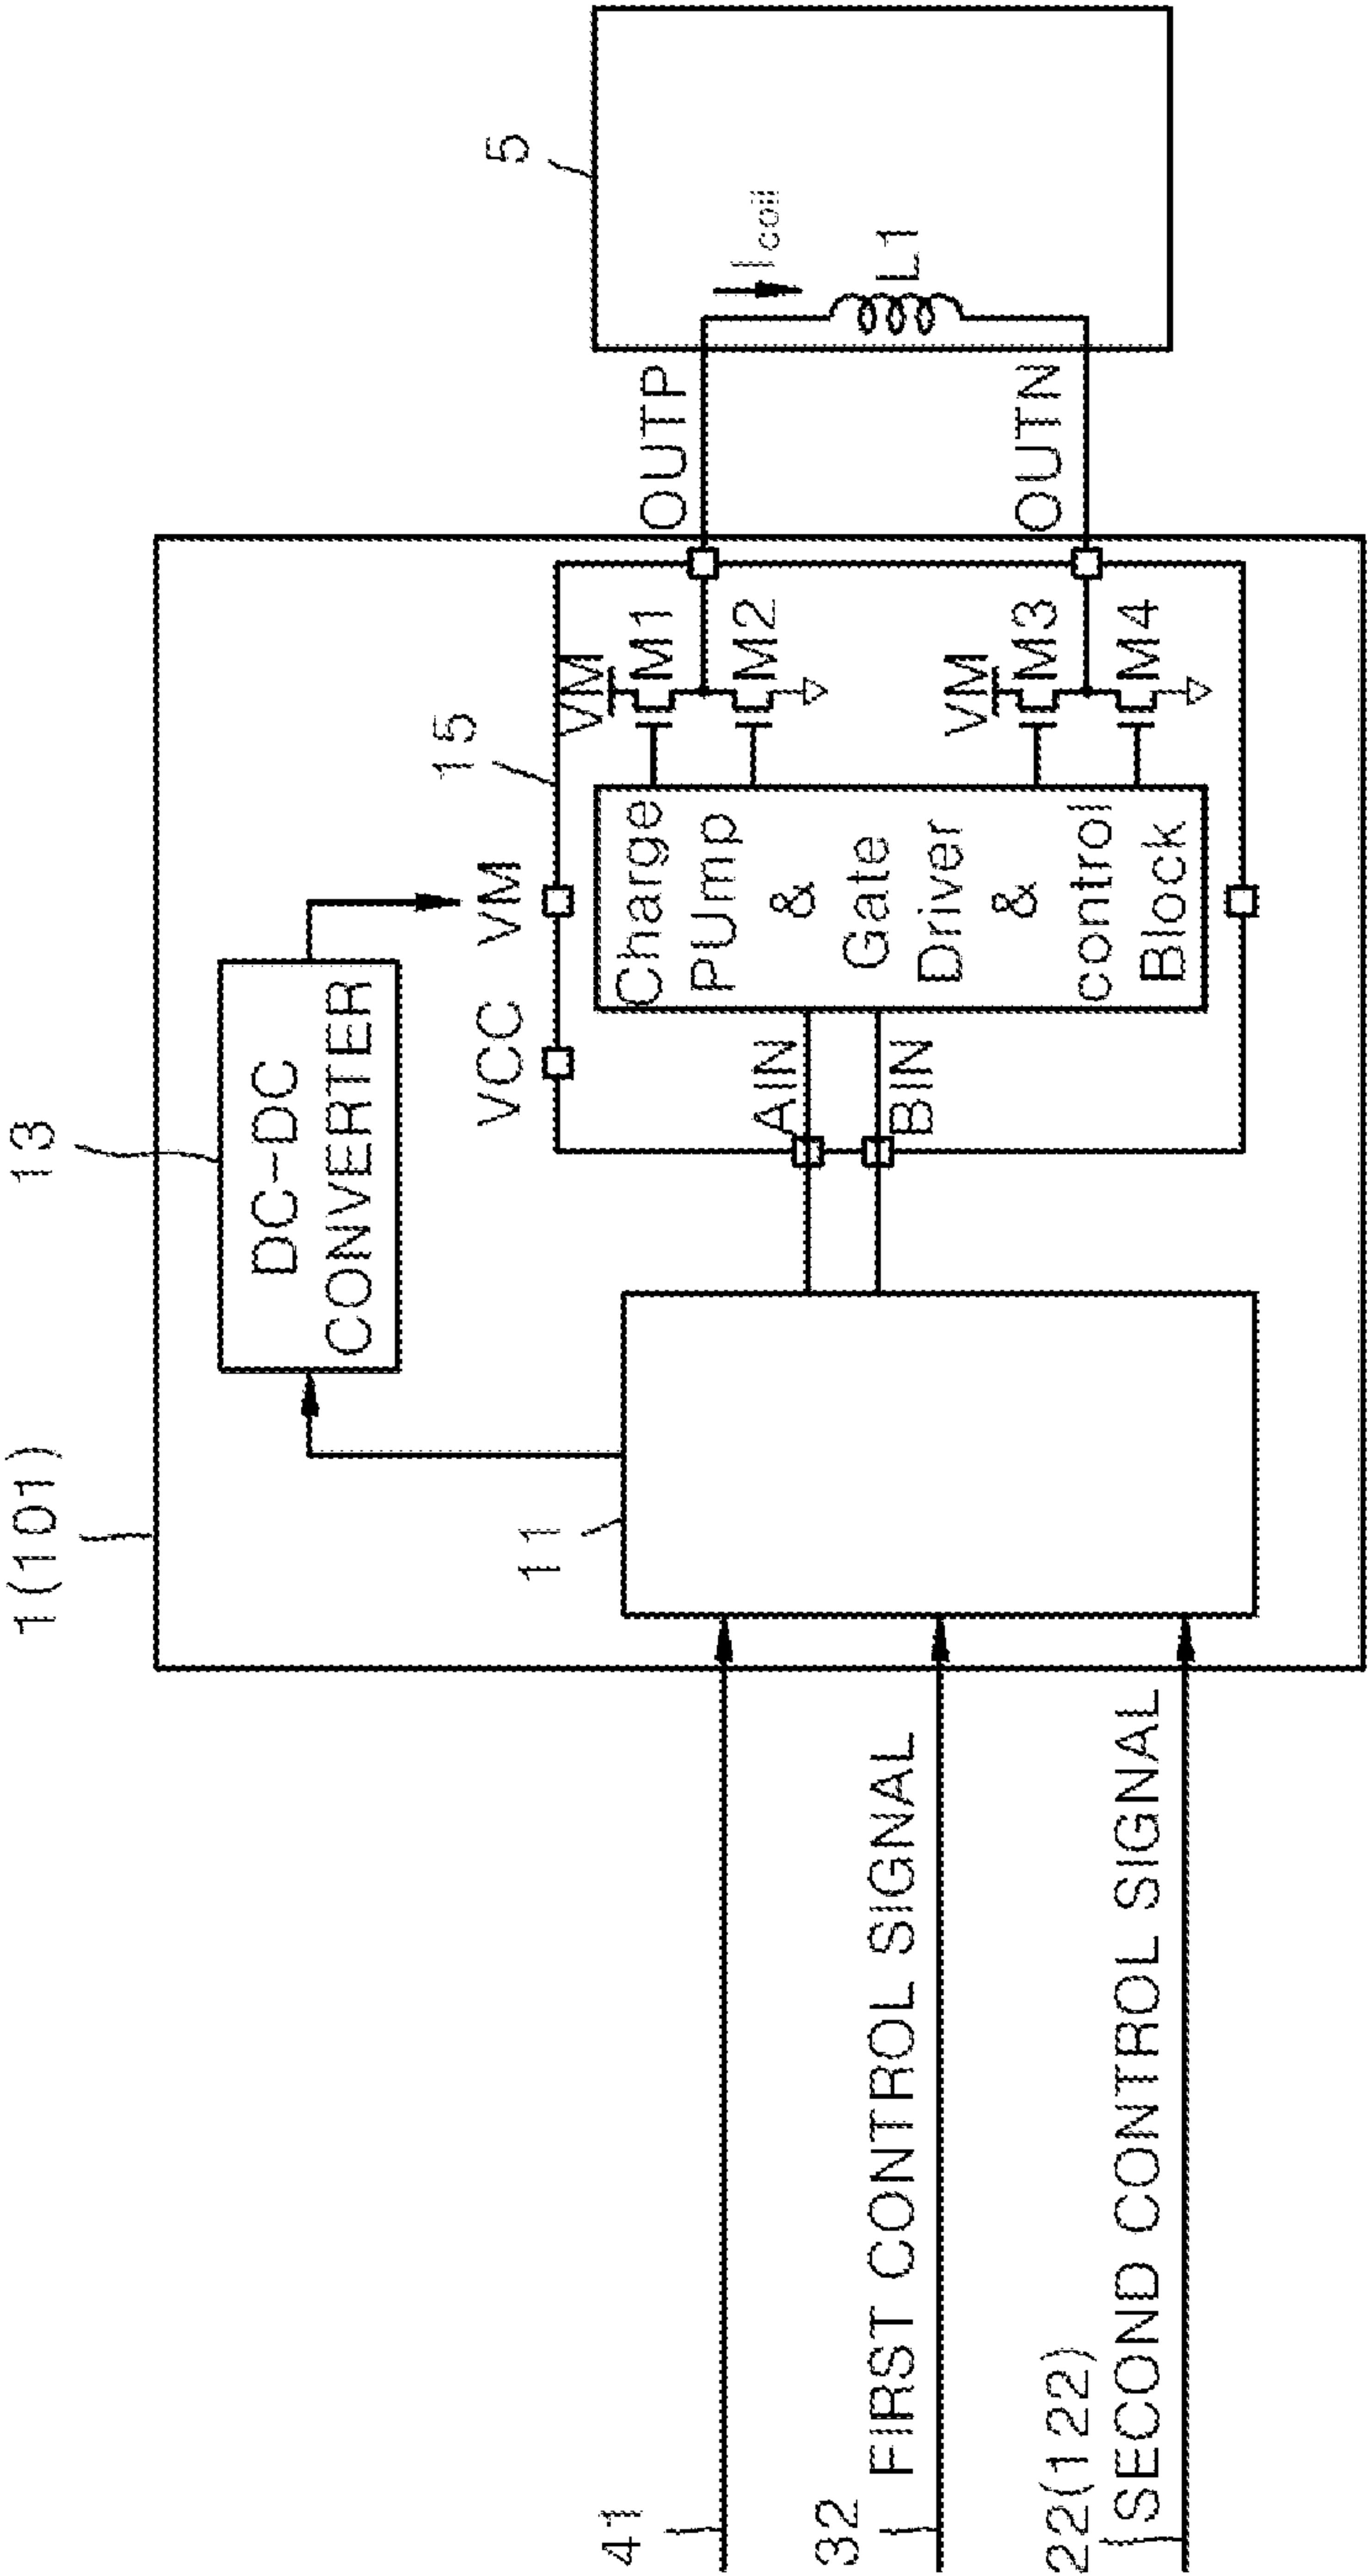 1(101)
13
DC-DC
CONVERTER
5
15
VCC
VM
11
VM
M1
M2
OUTP
Icoil
L1
Charge
PUmp
&
Gate
Driver
&
control
Block
AIN
BIN
VM
M3
M4
OUTN
41
32
FIRST CONTROL SIGNAL
22(122)
SECOND CONTROL SIGNAL